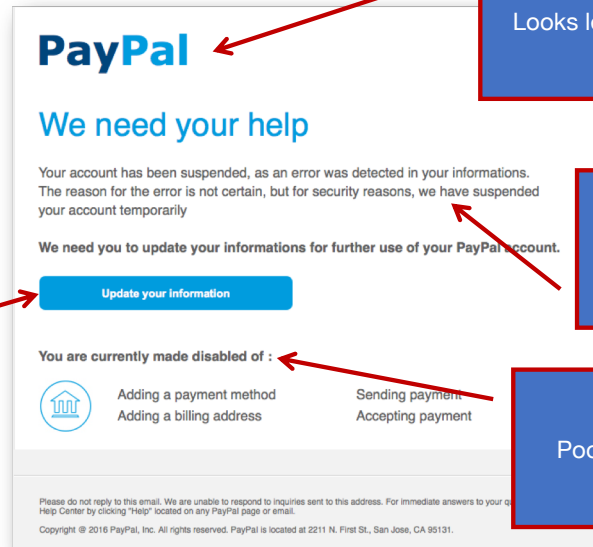 Looks
PayPal
We need your help
Your account has been suspended, as an error was detected in your informations.
The reason for the error is not certain, but for security reasons, we have suspended
your account temporarily
We need you to update your informations for further use of your PayPal account.
Update your information
You are currently made disabled of :
Adding a payment method
Sending payment
Adding a billing address
Accepting payment
Please do not reply to this email. We are unable to respond to inquiries sent to this address. For immediate answers to your
Help Center by clicking "Help" located on any PayPal page or email.
Copyright @ 2016 PayPal, Inc. All rights reserved. PayPal is located at 2211 N. First St., San Jose, CA 95131.